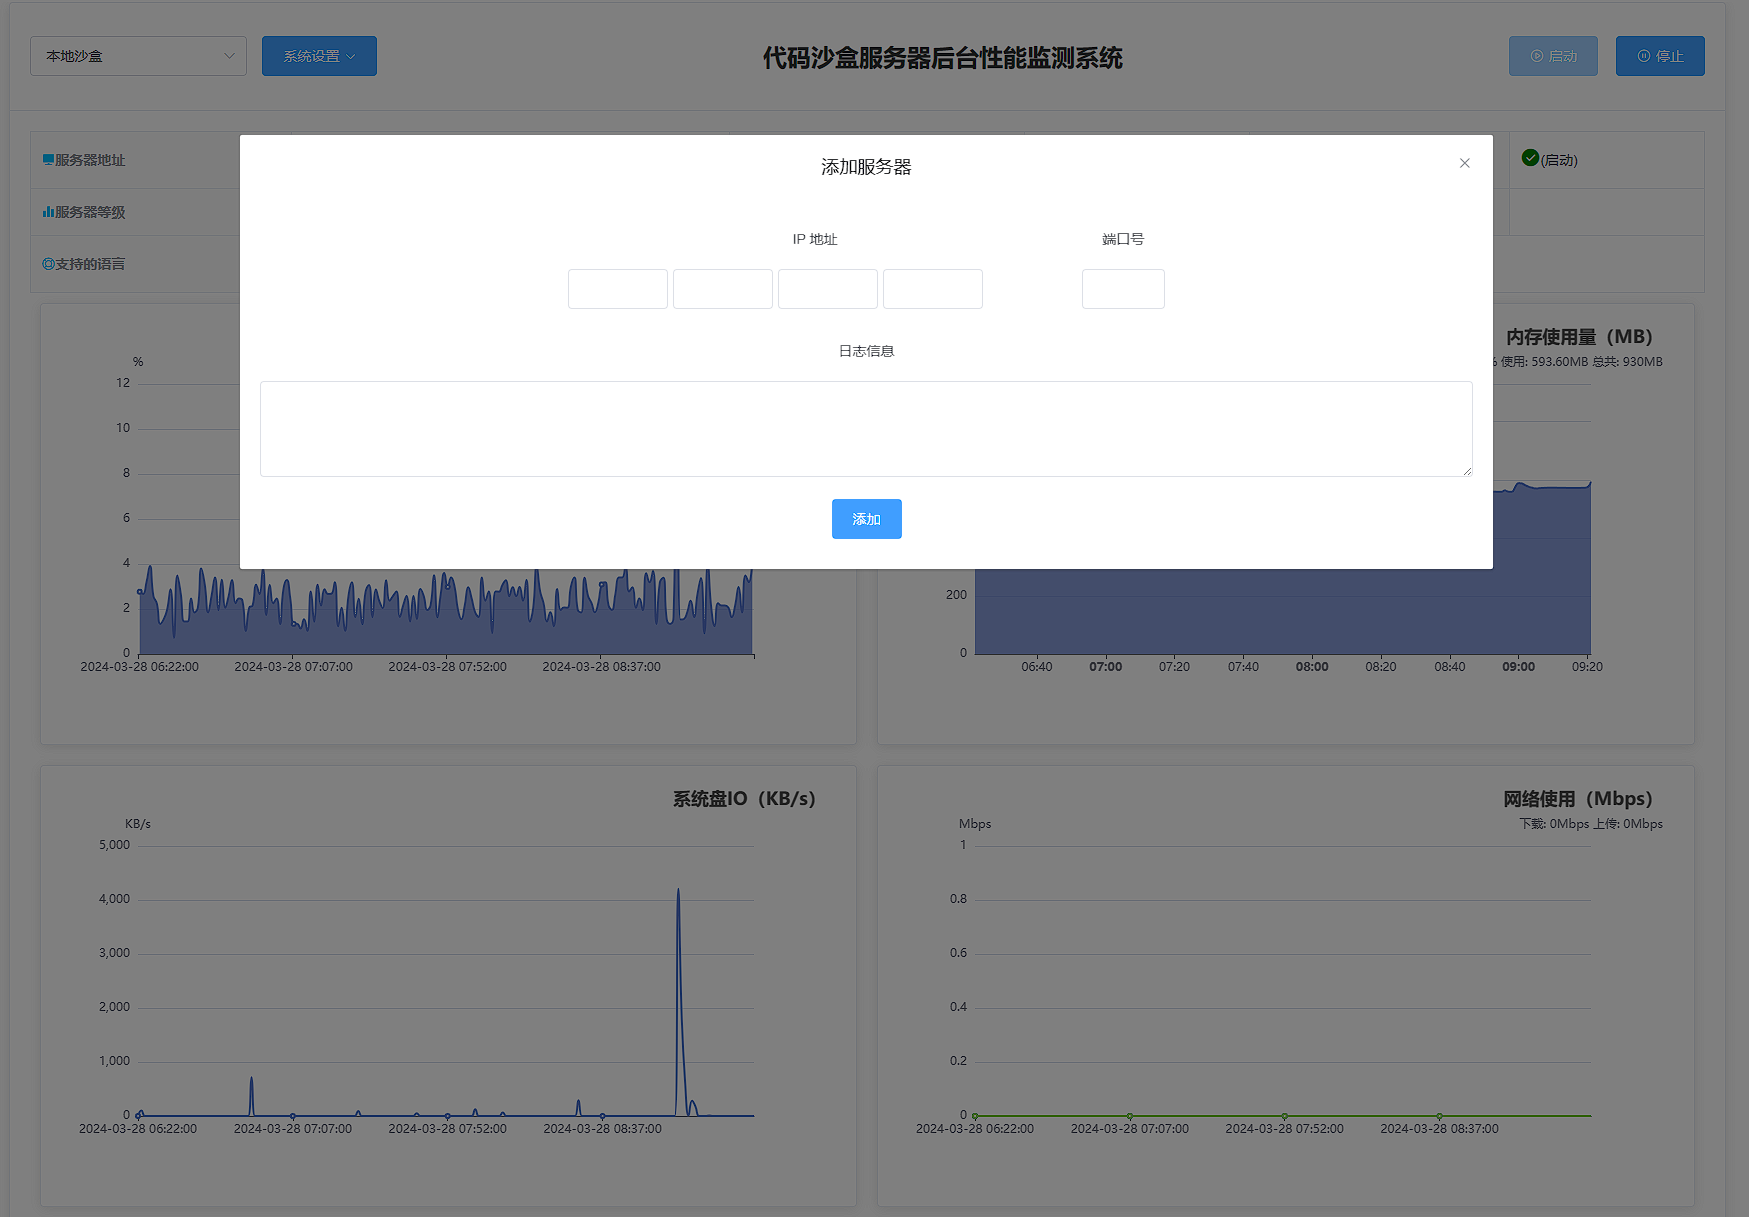 本地沙盒
系统设置
代码沙盒服务器后台性能监测系统
启动
停止
服务器地址
(启动)
服务器等级
支持的语言
添加服务器
IP 地址
端口号
日志信息
添加
%
12
10
8
6
4
2
0
2024-03-28 06:22:00
2024-03-28 07:07:00
2024-03-28 07:52:00
2024-03-28 08:37:00
内存使用量（MB）
% 使用: 593.60MB 总共: 930MB
200
0
06:40
07:00
07:20
07:40
08:00
08:20
08:40
09:00
09:20
系统盘IO（KB/s）
KB/s
5,000
4,000
3,000
2,000
1,000
0
2024-03-28 06:22:00
2024-03-28 07:07:00
2024-03-28 07:52:00
2024-03-28 08:37:00
网络使用（Mbps）
下载: 0Mbps 上传: 0Mbps
Mbps
1
0.8
0.6
0.4
0.2
0
2024-03-28 06:22:00
2024-03-28 07:07:00
2024-03-28 07:52:00
2024-03-28 08:37:00